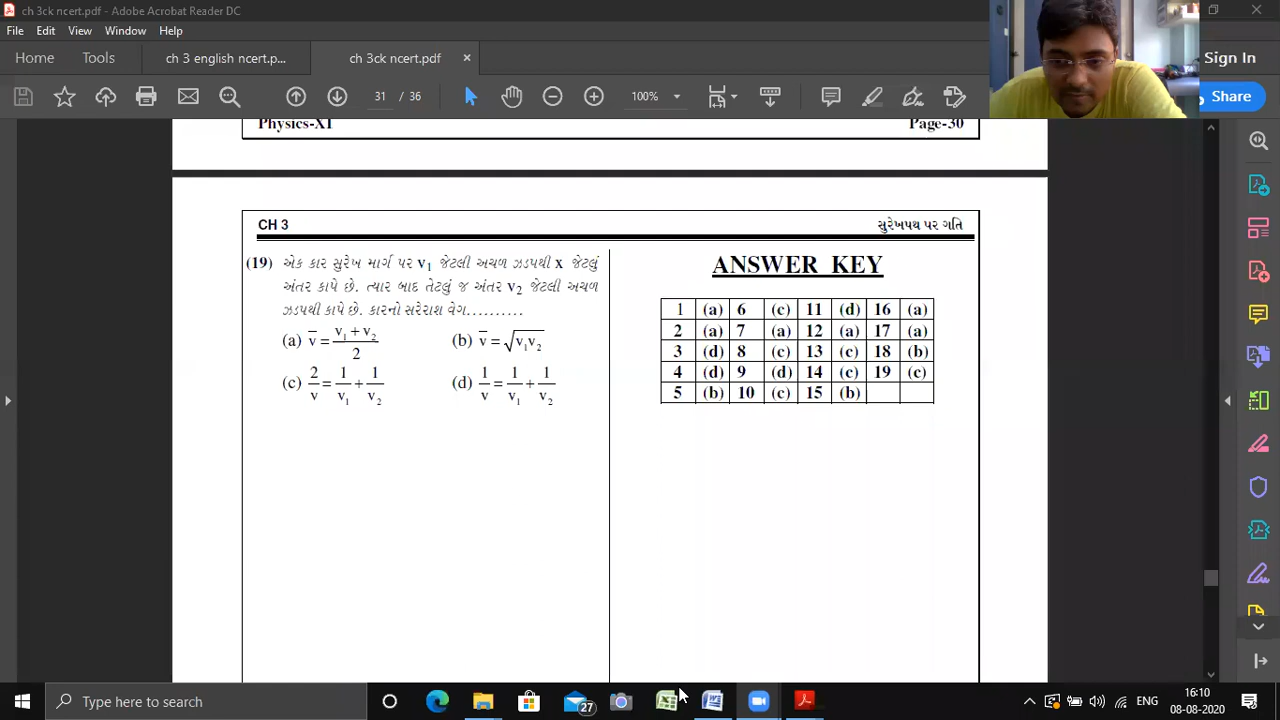 ch 3ck ncert.pdf - Adobe Acrobat Reader DC
File Edit View Window Help
Home Tools ch 3 english ncert.p... ch 3ck ncert.pdf × Sign In
31 / 36 100% Share
Physics-XI Page-30
CH 3 સુરેખપથ પર ગતિ
(19) એક કાર સુરેખ માર્ગ પર v₁ જેટલી અચળ ઝડપથી x જેટલું
અંતર કાપે છે. ત્યાર બાદ તેટલું જ અંતર v₂ જેટલી અચળ
ઝડપથી કાપે છે. કારનો સરેરાશ વેગ..........
(a) v̅ = (v₁ + v₂)/2 (b) v̅ = √v₁v₂
(c) 2/v = 1/v₁ + 1/v₂ (d) 1/v = 1/v₁ + 1/v₂
ANSWER KEY
1 (a) 6 (c) 11 (d) 16 (a)
2 (a) 7 (a) 12 (a) 17 (a)
3 (d) 8 (c) 13 (c) 18 (b)
4 (d) 9 (d) 14 (c) 19 (c)
5 (b) 10 (c) 15 (b)
Type here to search 27 ENG 16:10
08-08-2020